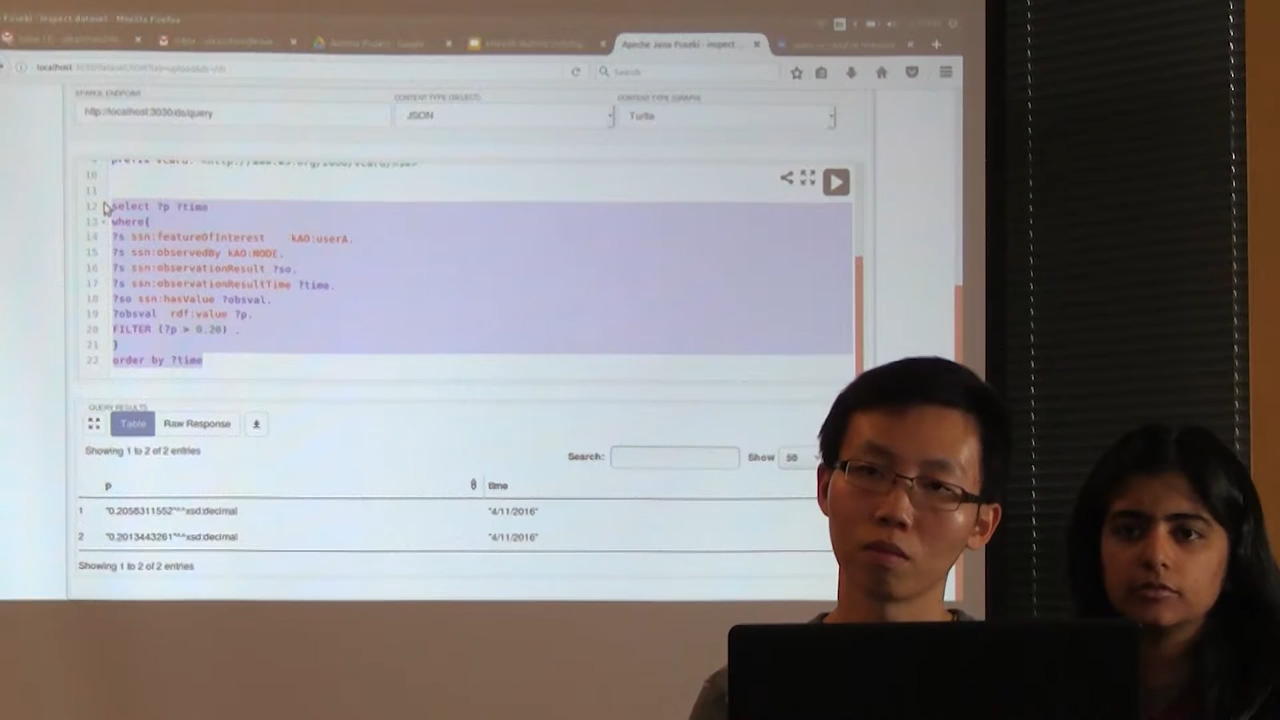 inspect dataset - Mozilla Firefox
Apache Jena Fuseki - inspect ...
localhost
Search
SPARQL ENDPOINT CONTENT TYPE (SELECT) CONTENT TYPE (GRAPH)
http://localhost:3030/ds/query JSON Turtle
10
11
12 select ?p ?time
13 where{
14 ?s ssn:featureOfInterest kAO:userA.
15 ?s ssn:observedBy kAO:NODE.
16 ?s ssn:observationResult ?so.
17 ?s ssn:observationResultTime ?time.
18 ?so ssn:hasValue ?obsval.
19 ?obsval rdf:value ?p.
20 FILTER (?p > 0.20) .
21 }
22 order by ?time
QUERY RESULTS
Table Raw Response
Showing 1 to 2 of 2 entries Search: Show 50
p time
1 "0.2058311552"^^xsd:decimal "4/11/2016"
2 "0.2013443261"^^xsd:decimal "4/11/2016"
Showing 1 to 2 of 2 entries